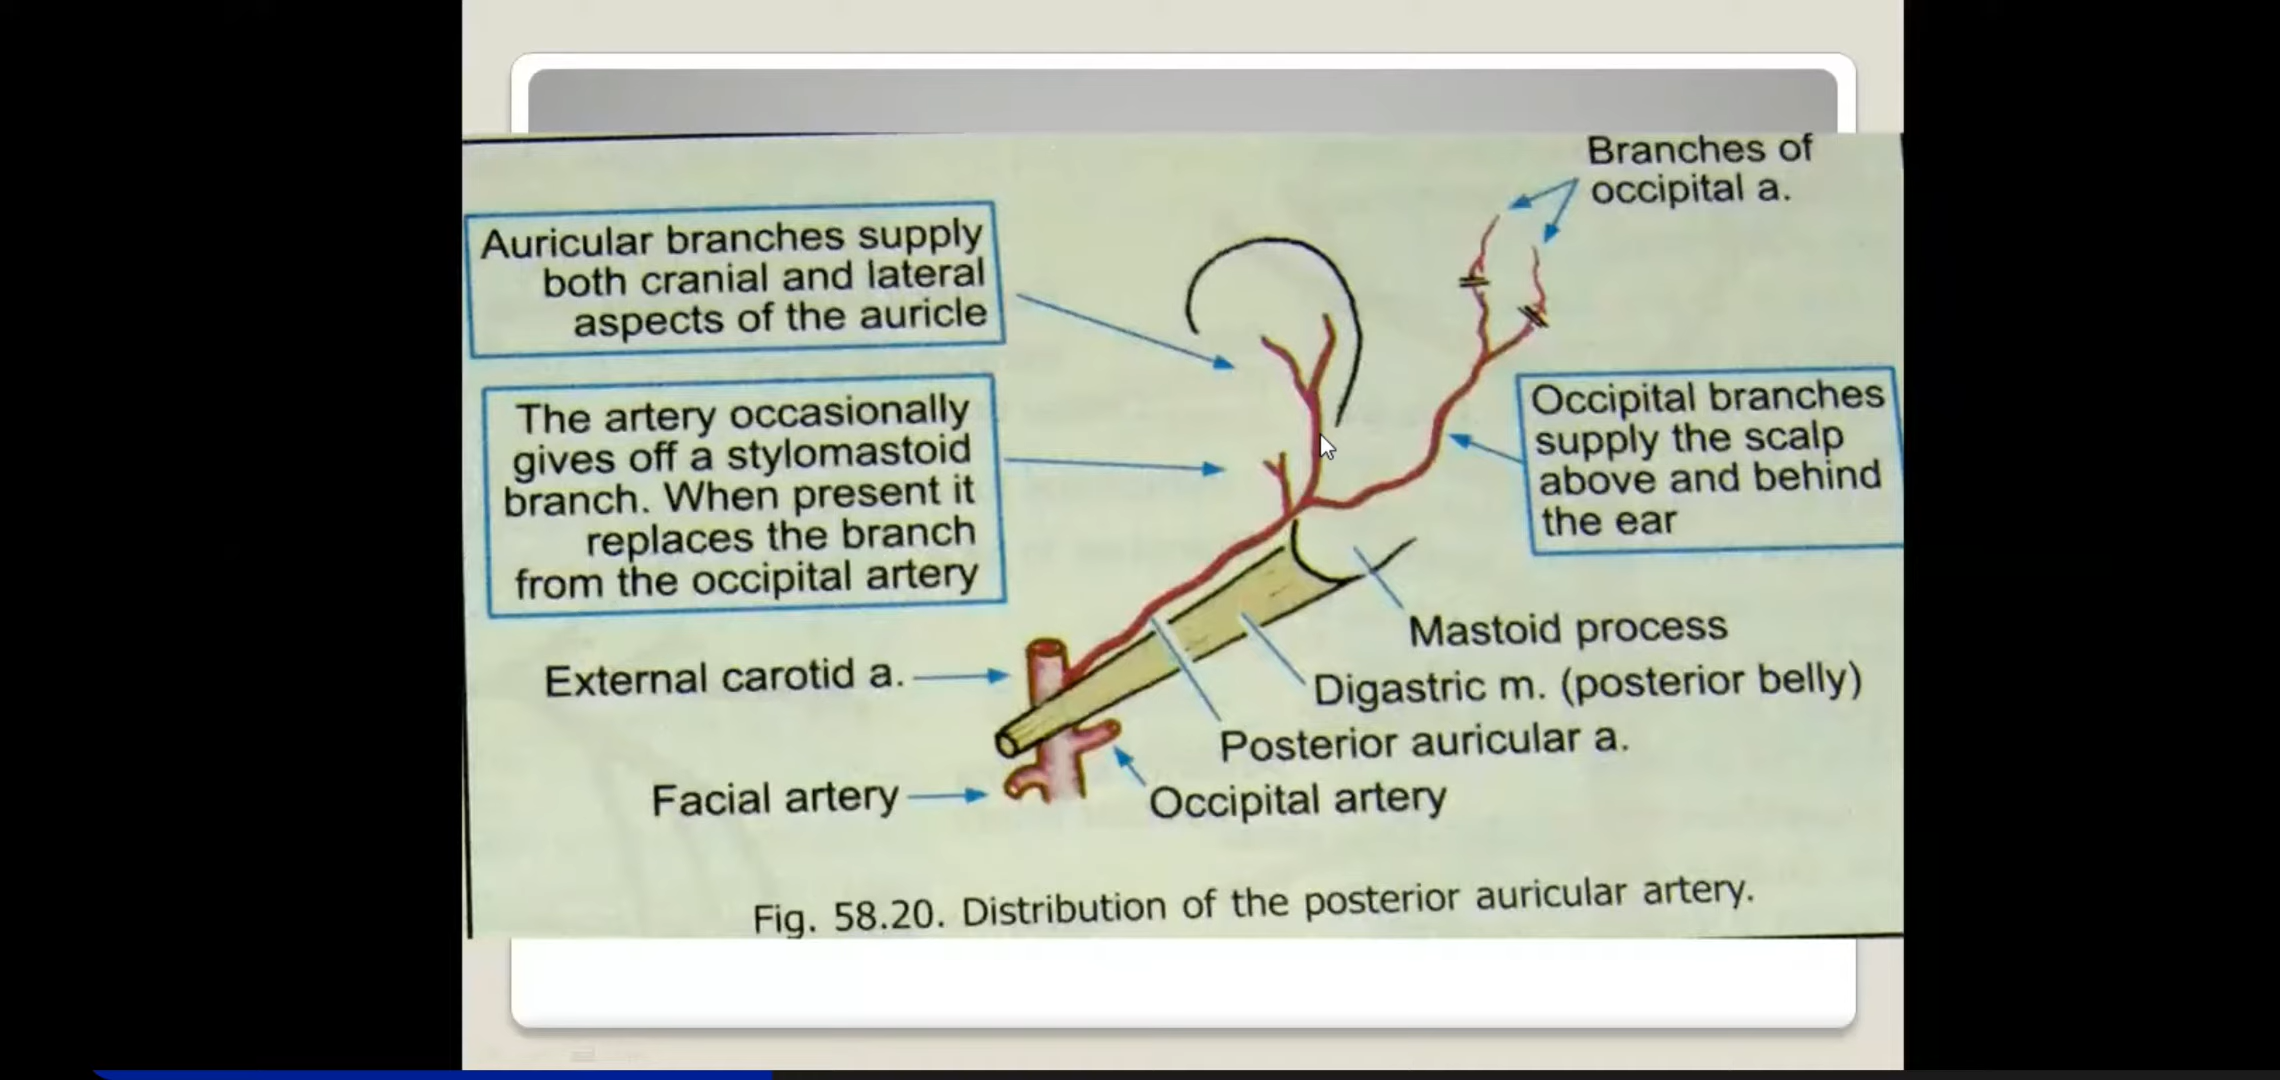 Branches of
occipital a.
Auricular branches supply
both cranial and lateral
aspects of the auricle
The artery occasionally
gives off a stylomastoid
branch. When present it
replaces the branch
from the occipital artery
Occipital branches
supply the scalp
above and behind
the ear
External carotid a.
Mastoid process
Digastric m. (posterior belly)
Posterior auricular a.
Facial artery
Occipital artery
Fig. 58.20. Distribution of the posterior auricular artery.